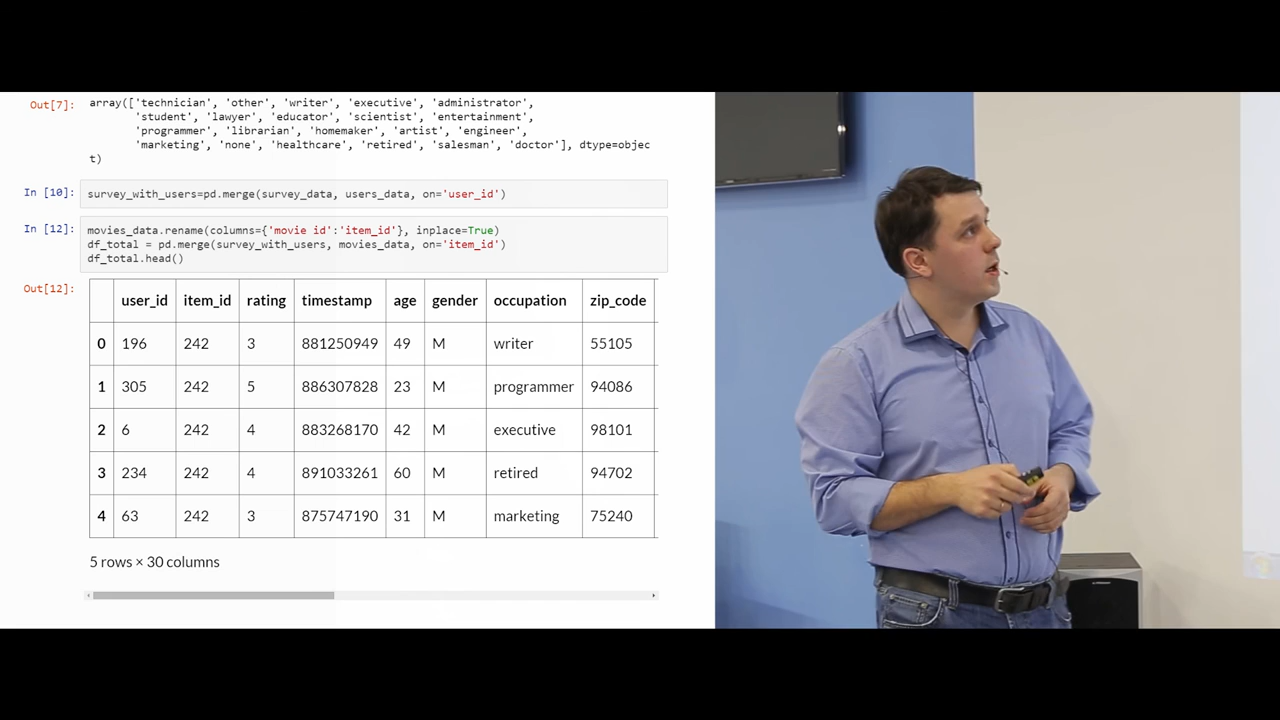 Out[7]:
array(['technician', 'other', 'writer', 'executive', 'administrator',
'student', 'lawyer', 'educator', 'scientist', 'entertainment',
'programmer', 'librarian', 'homemaker', 'artist', 'engineer',
'marketing', 'none', 'healthcare', 'retired', 'salesman', 'doctor'], dtype=objec
t)
In [10]:
survey_with_users=pd.merge(survey_data, users_data, on='user_id')
In [12]:
movies_data.rename(columns={'movie id':'item_id'}, inplace=True)
df_total = pd.merge(survey_with_users, movies_data, on='item_id')
df_total.head()
Out[12]:
user_id item_id rating timestamp age gender occupation zip_code
0 196 242 3 881250949 49 M writer 55105
1 305 242 5 886307828 23 M programmer 94086
2 6 242 4 883268170 42 M executive 98101
3 234 242 4 891033261 60 M retired 94702
4 63 242 3 875747190 31 M marketing 75240
5 rows × 30 columns